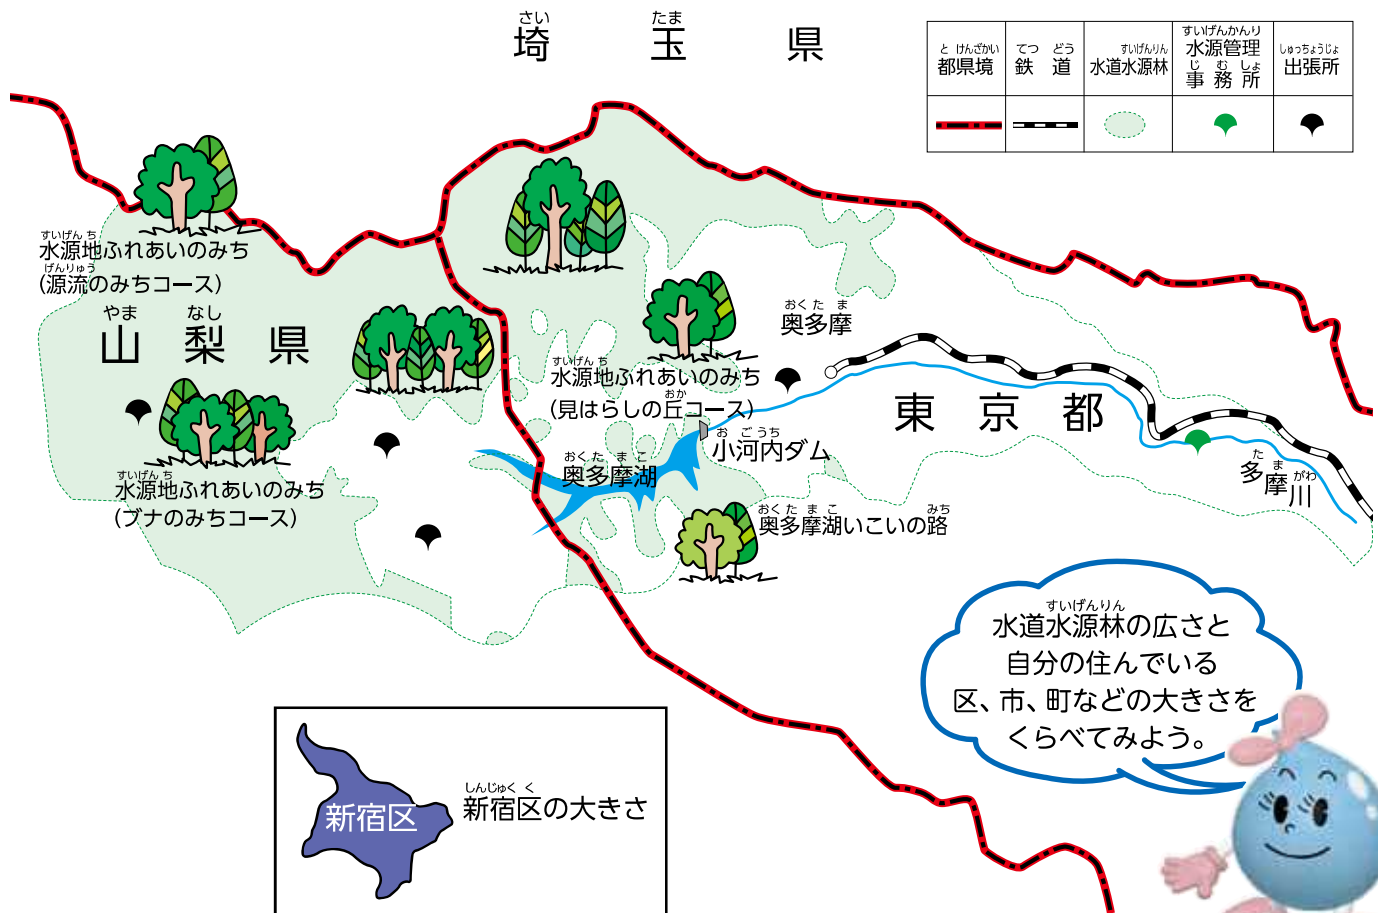 埼玉県
さい たま
都県境
と けんざかい
鉄道
てつ どう
水道水源林
すいげんりん
水源管理
すいげんかんり
事務所
じ む しょ
出張所
しゅっちょうじょ
水源地ふれあいのみち
すいげん ち
(源流のみちコース)
げんりゅう
山梨県
やま なし
奥多摩
おく た ま
水源地ふれあいのみち
すいげん ち
(見はらしの丘コース)
おか
東京都
小河内ダム
お ごうち
奥多摩湖
おく た ま こ
水源地ふれあいのみち
すいげん ち
(ブナのみちコース)
多摩川
た ま がわ
奥多摩湖いこいの路
おく た ま こ みち
水道水源林の広さと
すいげんりん
自分の住んでいる
区、市、町などの大きさを
くらべてみよう。
新宿区
新宿区の大きさ
しんじゅく く